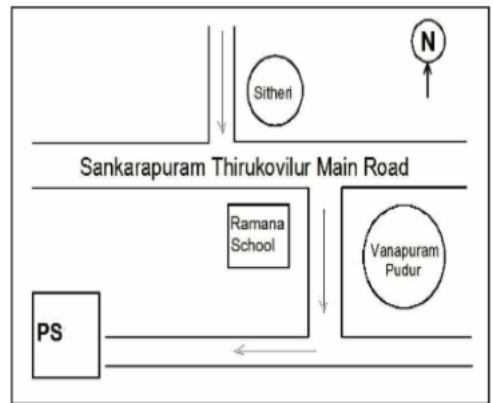 N
Sitheri
Sankarapuram Thirukovilur Main Road
Ramana
School
Vanapuram
Pudur
PS